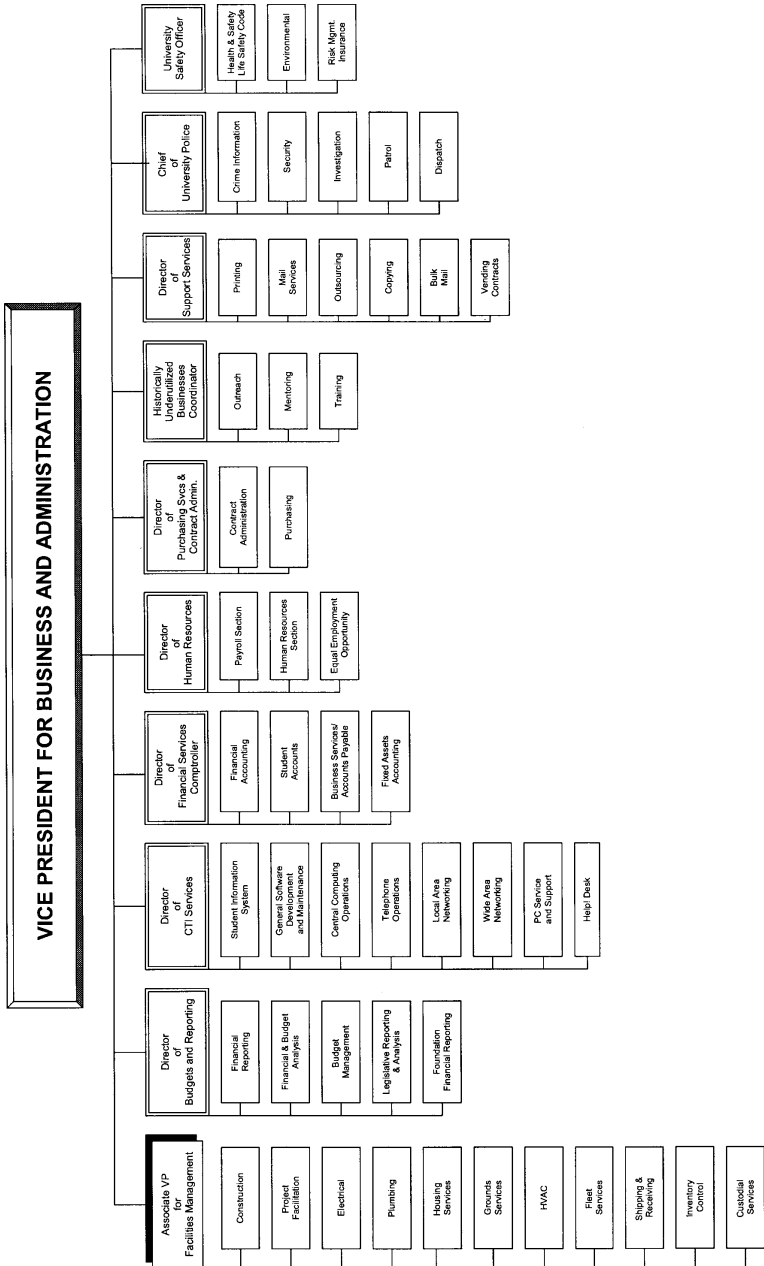 VICE PRESIDENT FOR BUSINESS AND ADMINISTRATION
Associate VP
for
Facilities Management
Construction
Project
Facilitation
Electrical
Plumbing
Housing
Services
Grounds
Services
HVAC
Fleet
Services
Shipping &
Receiving
Inventory
Control
Custodial
Services
Director
of
Budgets and Reporting
Financial
Reporting
Financial & Budget
Analysis
Budget
Management
Legislative Reporting
& Analysis
Foundation
Financial Reporting
Director
of
CTI Services
Student Information
System
General Software
Development
and Maintenance
Central Computing
Operations
Telephone
Operations
Local Area
Networking
Wide Area
Networking
PC Service
and Support
Helpl Desk
Director
of
Financial Services
Comptroller
Financial
Accounting
Student
Accounts
Business Services/
Accounts Payable
Fixed Assets
Accounting
Director
of
Human Resources
Payroll Section
Human Resources
Section
Equal Employment
Opportunity
Director
of
Purchasing Svcs &
Contract Admin.
Contract
Administration
Purchasing
Historically
Underutilized
Businesses
Coordinator
Outreach
Mentoring
Training
Director
of
Support Services
Printing
Mail
Services
Outsourcing
Copying
Bulk
Mail
Vending
Contracts
Chief
of
University Police
Crime Information
Security
Investigation
Patrol
Dispatch
University
Safety Officer
Health & Safety
Life Safety Code
Environmental
Risk Mgmt.
Insurance